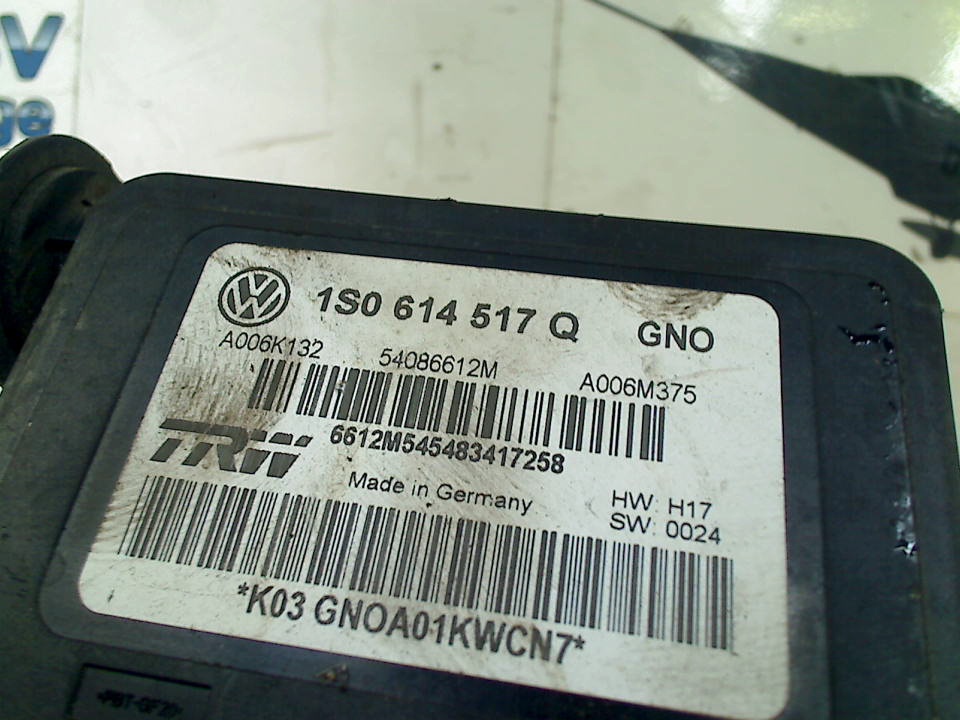 1S0 614 517 Q GNO
A006K132 54086612M A006M375
TRW 6612M545483417258
Made in Germany
HW: H17
SW: 0024
*K03 GNOA01KWCN7*